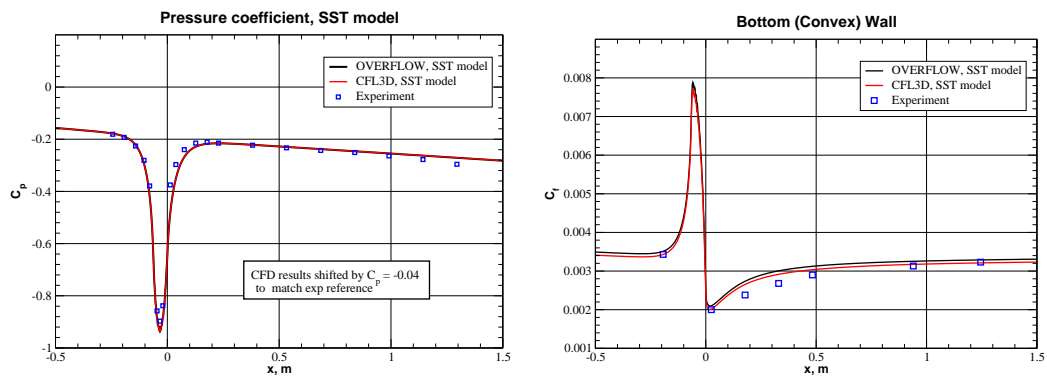 Pressure coefficient, SST model
OVERFLOW, SST model
CFL3D, SST model
Experiment
CFD results shifted by C_p = -0.04
to match exp reference
C_p
0
-0.2
-0.4
-0.6
-0.8
-1
-0.5
0
0.5
1
1.5
x, m
Bottom (Convex) Wall
OVERFLOW, SST model
CFL3D, SST model
Experiment
C_f
0.008
0.007
0.006
0.005
0.004
0.003
0.002
0.001
-0.5
0
0.5
1
1.5
x, m